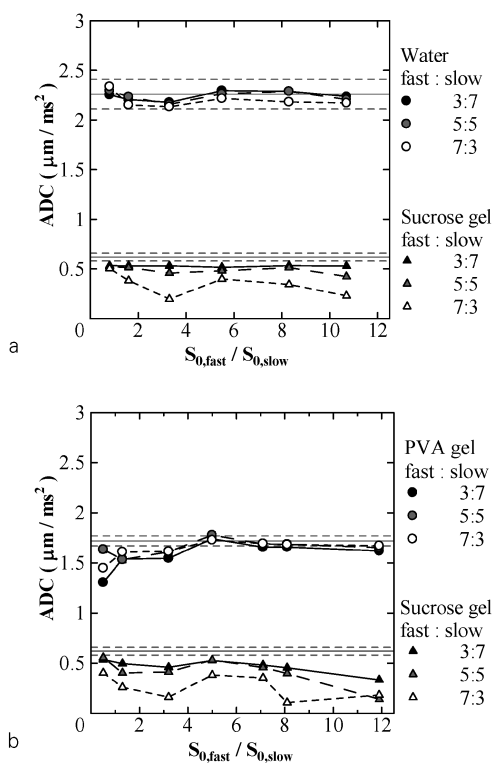 3
2.5
2
1.5
1
0.5
0
2
4
6
8
10
12
ADC ( μm / ms²)
S0,fast / S0,slow
Water
fast : slow
3:7
5:5
7:3
Sucrose gel
fast : slow
3:7
5:5
7:3
a
3
2.5
2
1.5
1
0.5
0
2
4
6
8
10
12
ADC ( μm / ms²)
S0,fast / S0,slow
PVA gel
fast : slow
3:7
5:5
7:3
Sucrose gel
fast : slow
3:7
5:5
7:3
b